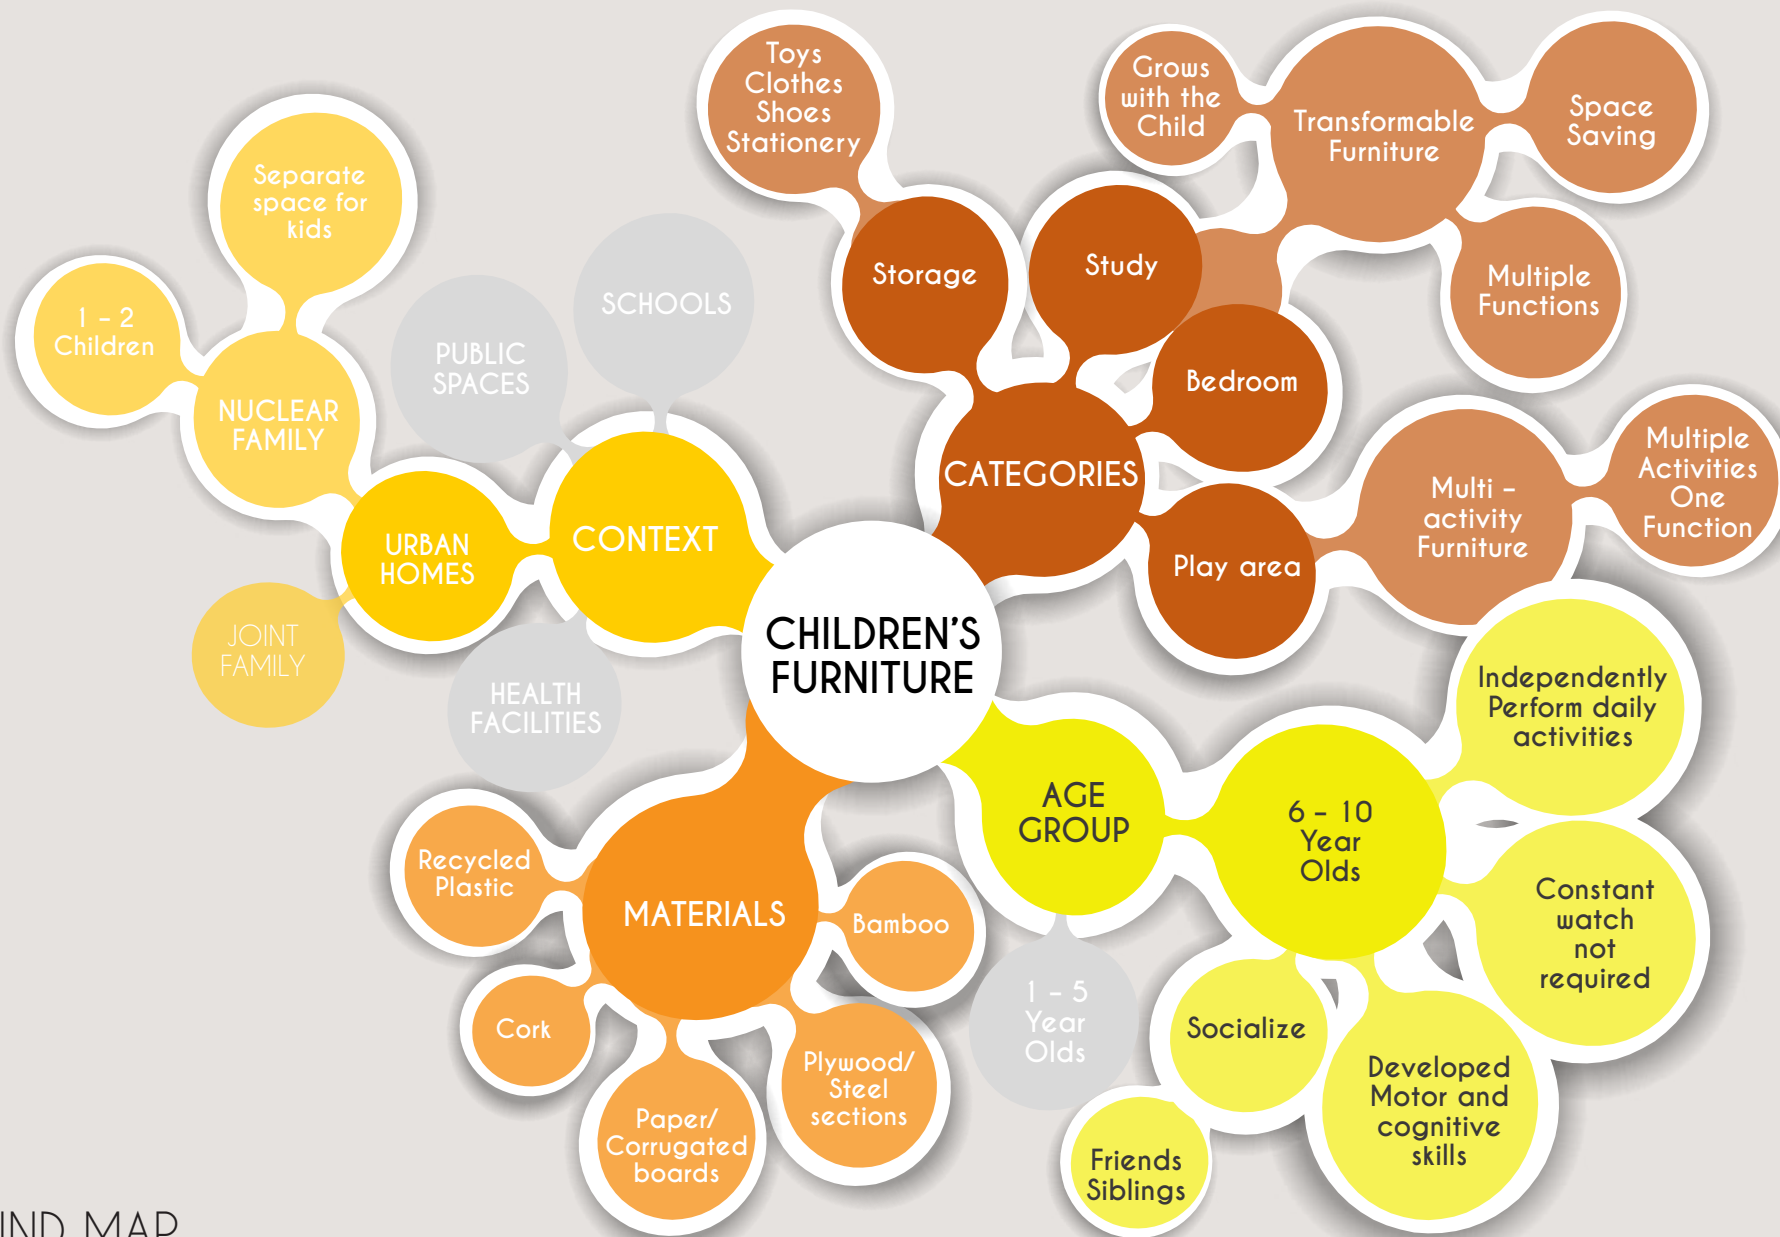 CHILDREN'S
FURNITURE
CONTEXT
SCHOOLS
PUBLIC
SPACES
HEALTH
FACILITIES
URBAN
HOMES
JOINT
FAMILY
NUCLEAR
FAMILY
1 – 2
Children
Separate
space for
kids
CATEGORIES
Storage
Toys
Clothes
Shoes
Stationery
Study
Bedroom
Transformable
Furniture
Grows
with the
Child
Space
Saving
Multiple
Functions
Play area
Multi –
activity
Furniture
Multiple
Activities
One
Function
AGE
GROUP
1 – 5
Year
Olds
6 – 10
Year
Olds
Independently
Perform daily
activities
Constant
watch
not
required
Developed
Motor and
cognitive
skills
Socialize
Friends
Siblings
MATERIALS
Recycled
Plastic
Cork
Paper/
Corrugated
boards
Plywood/
Steel
sections
Bamboo
IND MAP